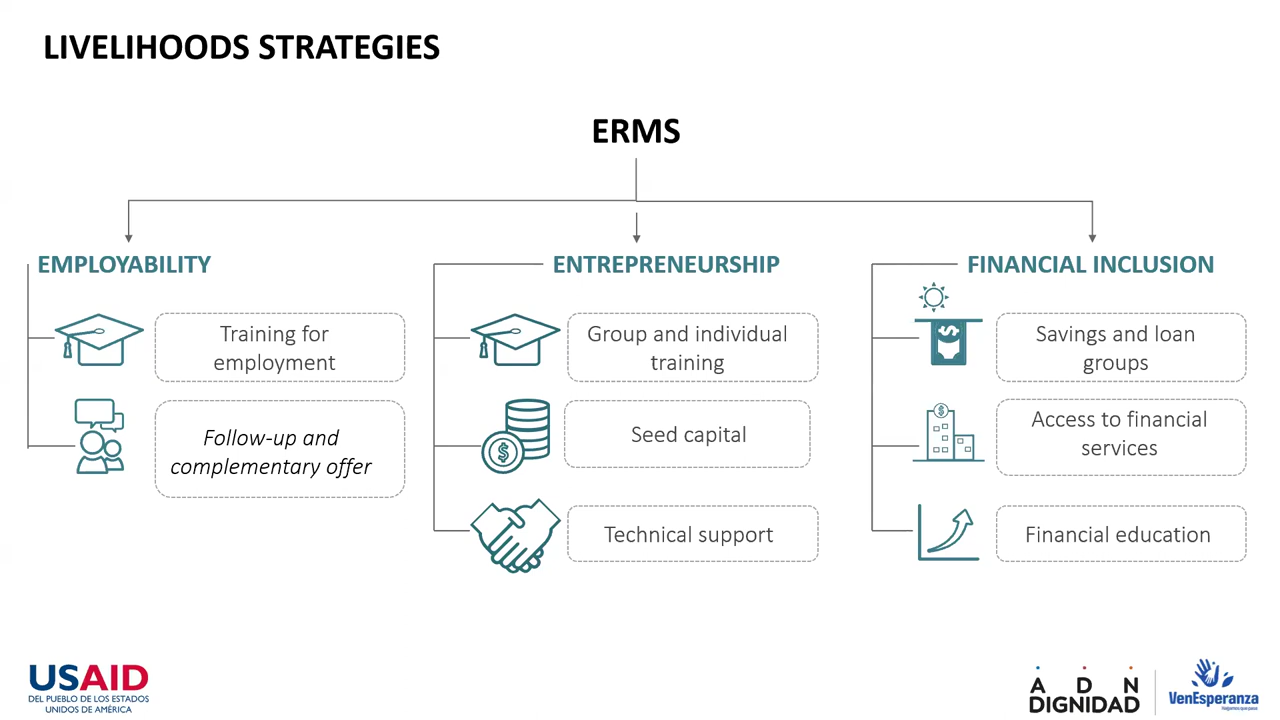 LIVELIHOODS STRATEGIES
ERMS
EMPLOYABILITY
Training for
employment
Follow-up and
complementary offer
ENTREPRENEURSHIP
Group and individual
training
$
Seed capital
Technical support
FINANCIAL INCLUSION
$
Savings and loan
groups
$
Access to financial
services
Financial education
USAID
DEL PUEBLO DE LOS ESTADOS
UNIDOS DE AMÉRICA
ADN
DIGNIDAD
VenEsperanza